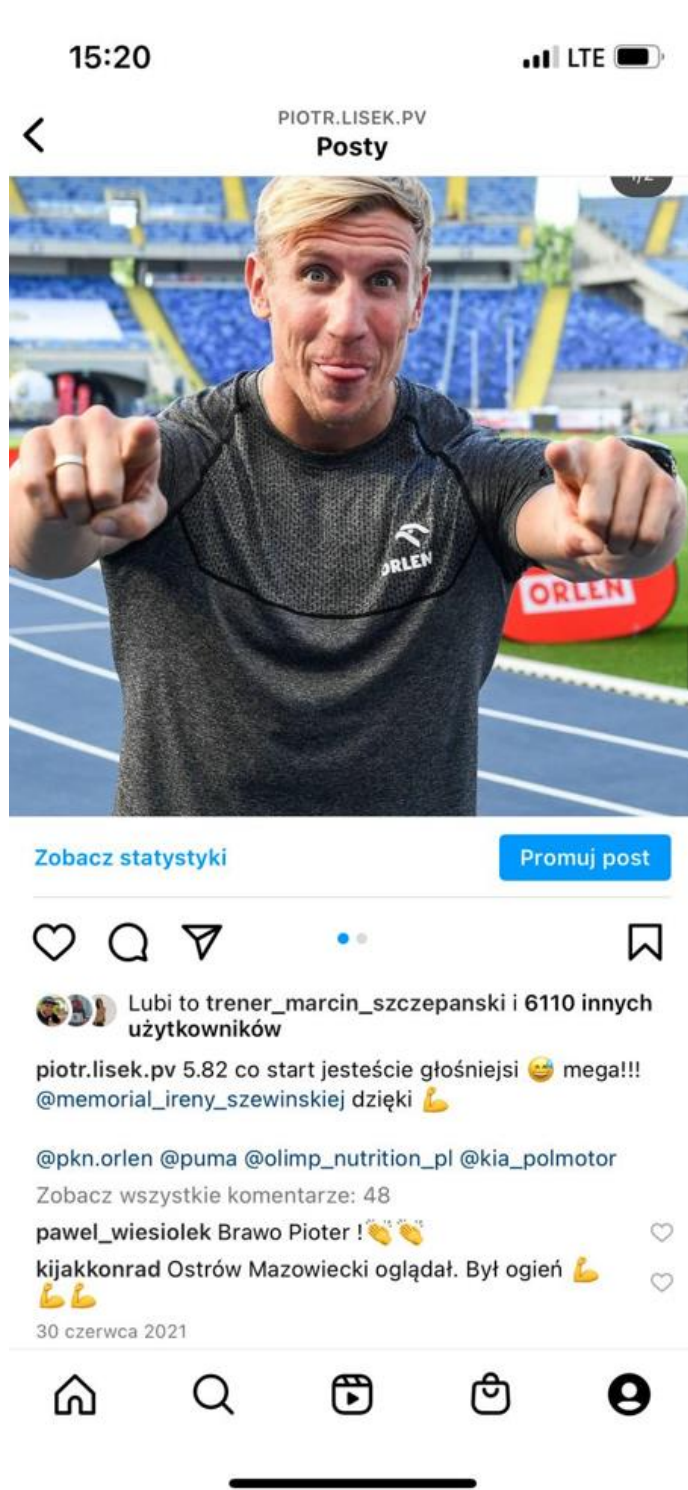 15:20
LTE
PIOTR.LISEK.PV
Posty
1/2
ORLEN
ORLEN
Zobacz statystyki
Promuj post
Lubi to trener_marcin_szczepanski i 6110 innych
użytkowników
piotr.lisek.pv 5.82 co start jesteście głośniejsi 😅 mega!!!
@memorial_ireny_szewinskiej dzięki 💪
@pkn.orlen @puma @olimp_nutrition_pl @kia_polmotor
Zobacz wszystkie komentarze: 48
pawel_wiesiolek Brawo Pioter !👏👏
kijakkonrad Ostrów Mazowiecki oglądał. Był ogień 💪
💪💪
30 czerwca 2021